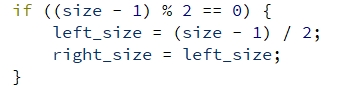 if ((size - 1) % 2 == 0) {
    left_size = (size - 1) / 2;
    right_size = left_size;
}